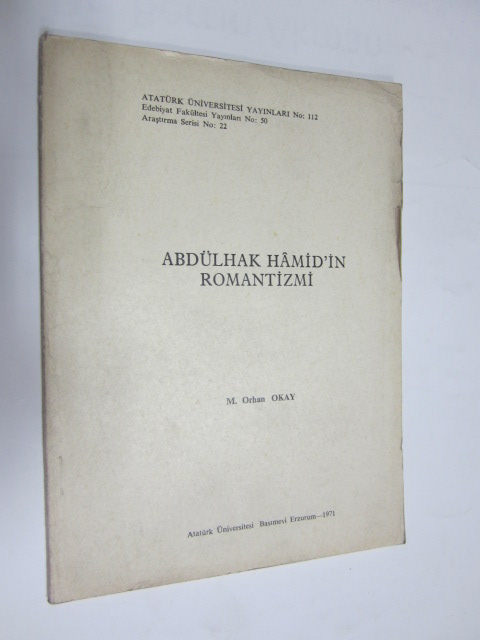 ATATÜRK ÜNİVERSİTESİ YAYINLARI No: 112
Edebiyat Fakültesi Yayınları No: 50
Araştırma Serisi No: 22
ABDÜLHAK HÂMİD'İN
ROMANTİZMİ
M. Orhan OKAY
Atatürk Üniversitesi Basımevi Erzurum—1971